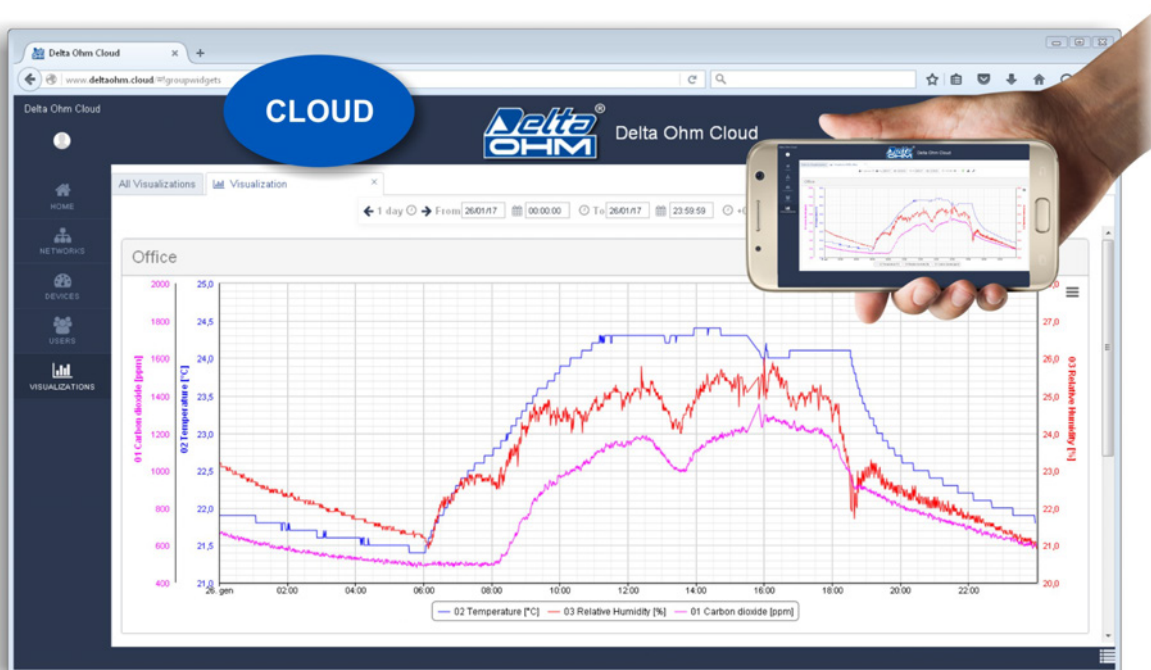 Delta Ohm Cloud
www.deltaohm.cloud/#!groupwidgets
Delta Ohm Cloud
CLOUD
Delta
OHM
®
Delta Ohm Cloud
All Visualizations
Visualization
HOME
NETWORKS
DEVICES
USERS
VISUALIZATIONS
1 day
From 26/01/17 00:00:00 To 26/01/17 23:59:59
Office
2000
1800
1600
1400
1200
1000
800
600
400
01 Carbon dioxide [ppm]
25,0
24,5
24,0
23,5
23,0
22,5
22,0
21,5
21,0
02 Temperature [°C]
27,0
26,0
25,0
24,0
23,0
22,0
21,0
20,0
03 Relative Humidity [%]
26. gen 02:00 04:00 06:00 08:00 10:00 12:00 14:00 16:00 18:00 20:00 22:00
02 Temperature [°C] 03 Relative Humidity [%] 01 Carbon dioxide [ppm]
Delta
OHM
Delta Ohm Cloud
Office